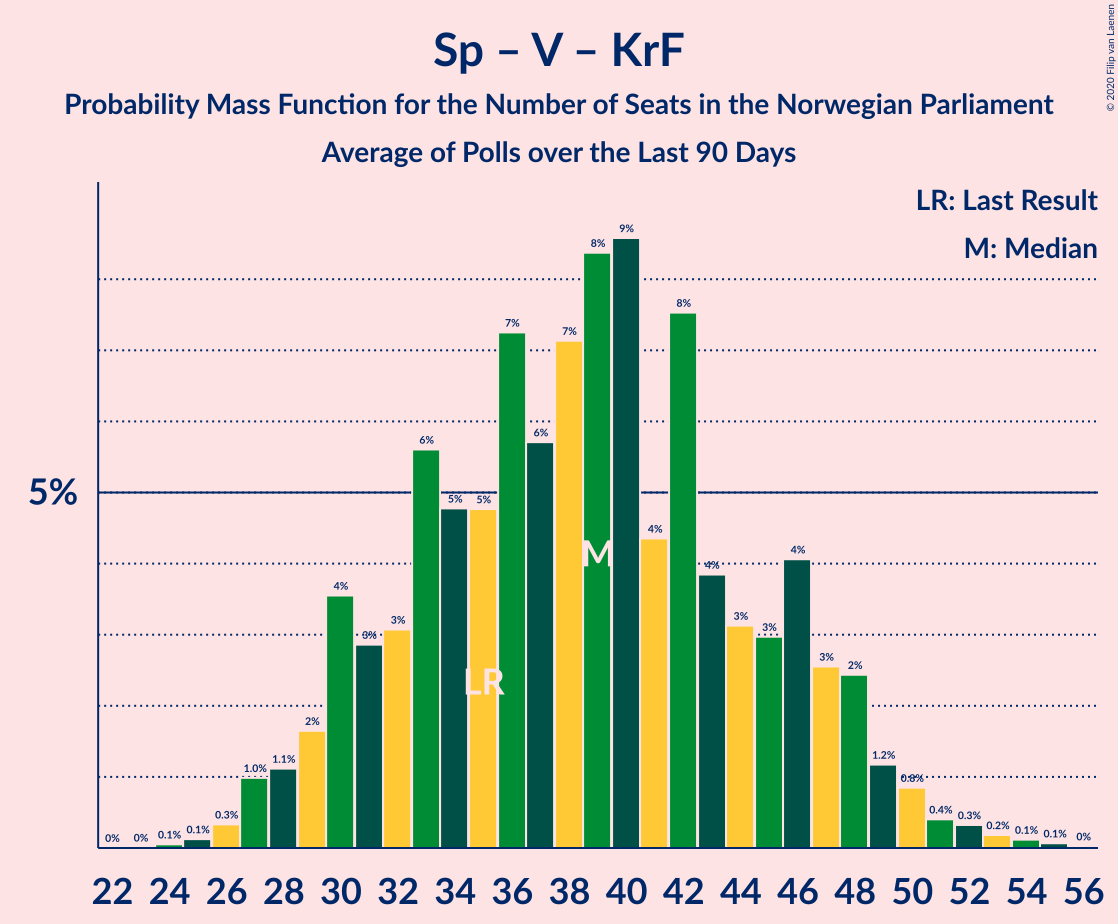 Sp – V – KrF
Probability Mass Function for the Number of Seats in the Norwegian Parliament
Average of Polls over the Last 90 Days
© 2020 Filip van Laenen
LR: Last Result
M: Median
5%
0% 0% 0.1% 0.1% 0.3% 1.0% 1.1% 2% 4% 3% 3% 6% 5% 5% 7% 6% 7% 8% 9% 4% 8% 4% 3% 3% 4% 3% 2% 1.2% 0.8% 0.4% 0.3% 0.2% 0.1% 0.1% 0%
M
LR
22 24 26 28 30 32 34 36 38 40 42 44 46 48 50 52 54 56